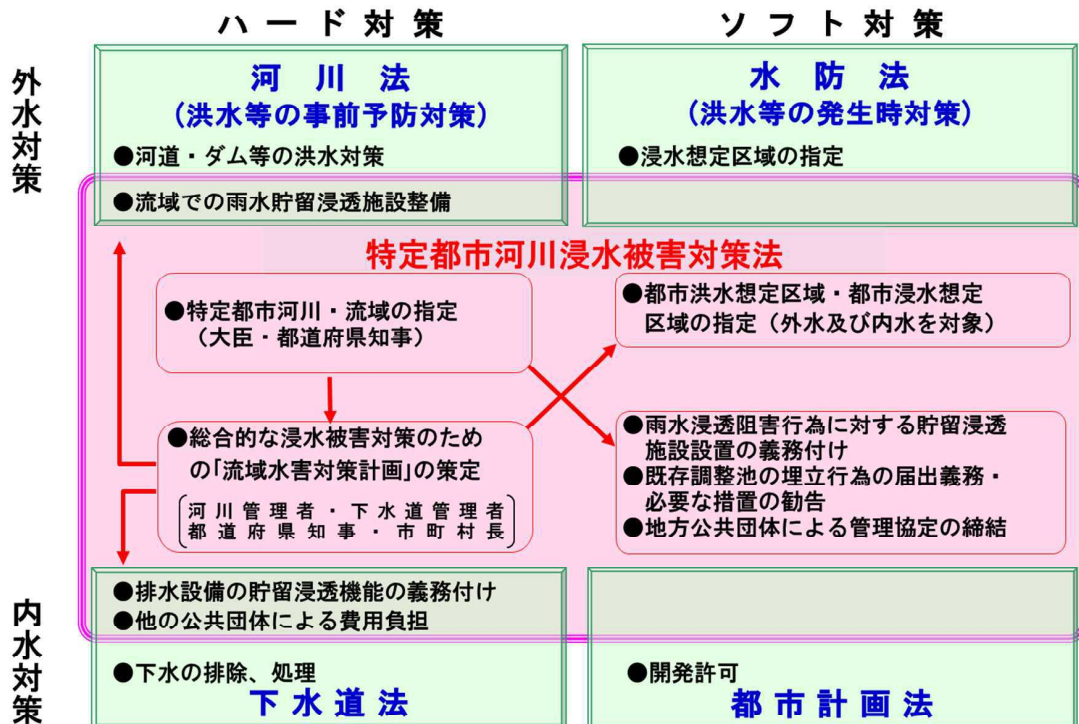 ハード対策
ソフト対策
外水対策
河川法
(洪水等の事前予防対策)
●河道・ダム等の洪水対策
●流域での雨水貯留浸透施設整備
水防法
(洪水等の発生時対策)
●浸水想定区域の指定
特定都市河川浸水被害対策法
●特定都市河川・流域の指定
(大臣・都道府県知事)
●都市洪水想定区域・都市浸水想定
区域の指定(外水及び内水を対象)
●総合的な浸水被害対策のため
の「流域水害対策計画」の策定
河川管理者・下水道管理者
都道府県知事・市町村長
●雨水浸透阻害行為に対する貯留浸透
施設設置の義務付け
●既存調整池の埋立行為の届出義務・
必要な措置の勧告
●地方公共団体による管理協定の締結
内水対策
●排水設備の貯留浸透機能の義務付け
●他の公共団体による費用負担
●下水の排除、処理
下水道法
●開発許可
都市計画法